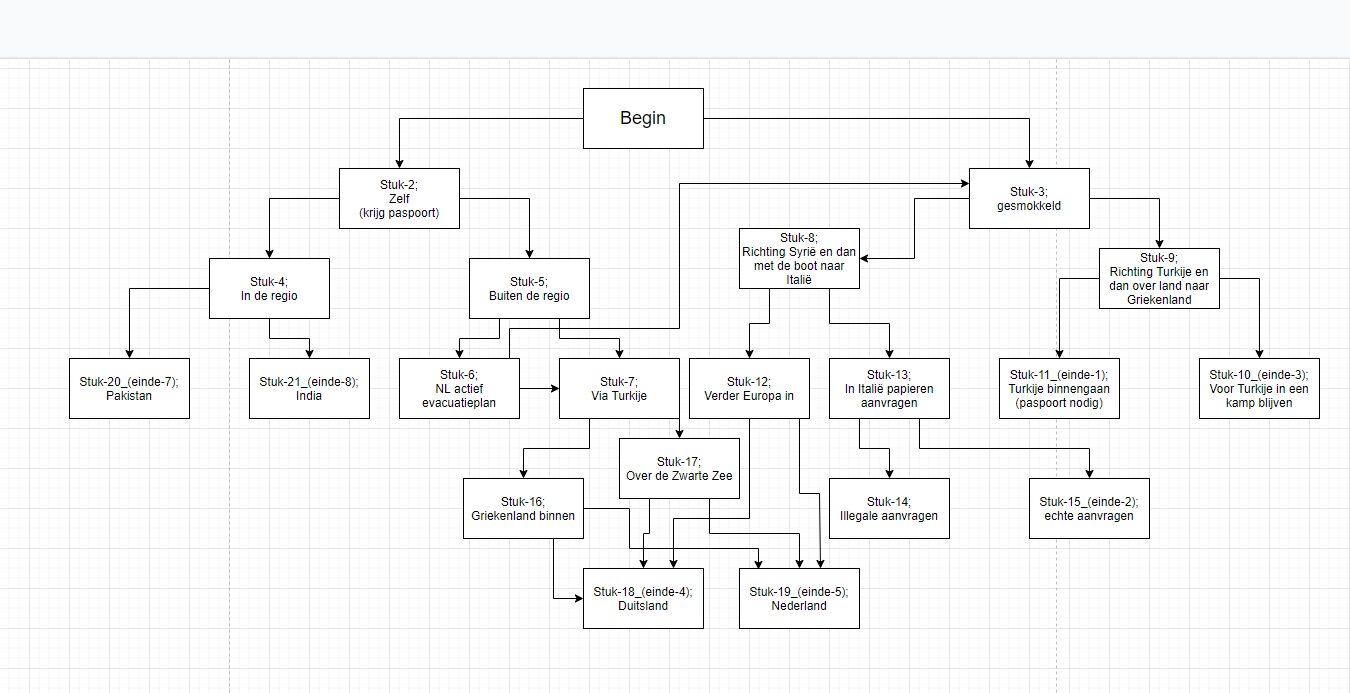 Begin
Stuk-2;
Zelf
(krijg paspoort)
Stuk-3;
gesmokkeld
Stuk-8;
Richting Syrië en dan
met de boot naar
Italië
Stuk-9;
Richting Turkije en
dan over land naar
Griekenland
Stuk-4;
In de regio
Stuk-5;
Buiten de regio
Stuk-20_(einde-7);
Pakistan
Stuk-21_(einde-8);
India
Stuk-6;
NL actief
evacuatieplan
Stuk-7;
Via Turkije
Stuk-12;
Verder Europa in
Stuk-13;
In Italië papieren
aanvragen
Stuk-11_(einde-1);
Turkije binnengaan
(paspoort nodig)
Stuk-10_(einde-3);
Voor Turkije in een
kamp blijven
Stuk-17;
Over de Zwarte Zee
Stuk-16;
Griekenland binnen
Stuk-14;
Illegale aanvragen
Stuk-15_(einde-2);
echte aanvragen
Stuk-18_(einde-4);
Duitsland
Stuk-19_(einde-5);
Nederland